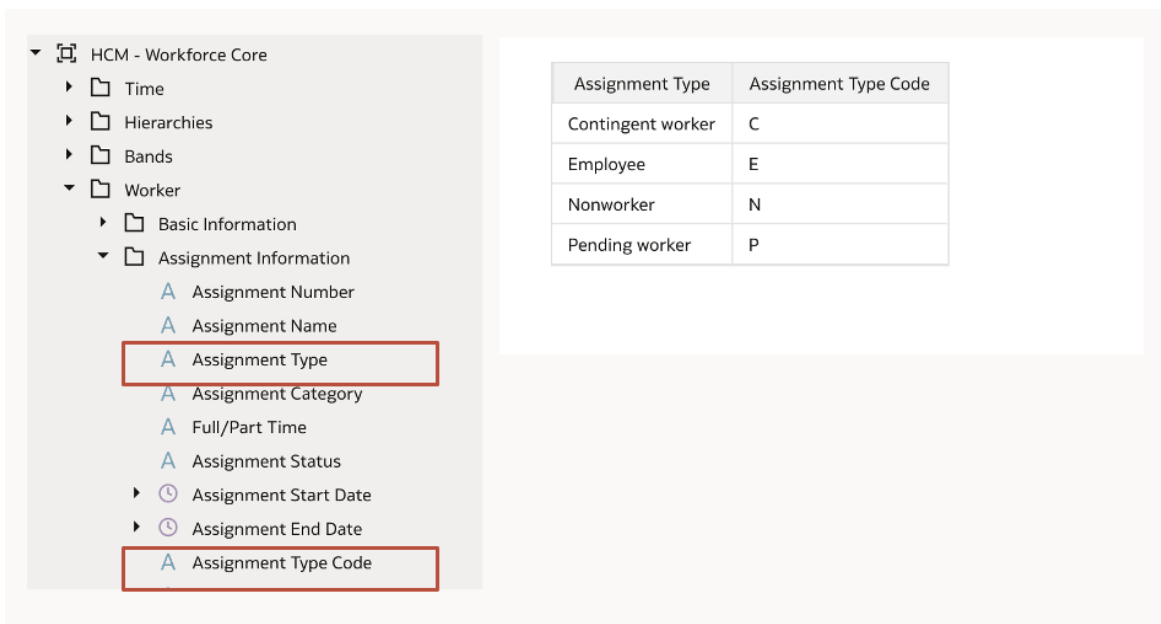 HCM - Workforce Core
Time
Hierarchies
Bands
Worker
Basic Information
Assignment Information
Assignment Number
Assignment Name
Assignment Type
Assignment Category
Full/Part Time
Assignment Status
Assignment Start Date
Assignment End Date
Assignment Type Code
Assignment Type Assignment Type Code
Contingent worker C
Employee E
Nonworker N
Pending worker P